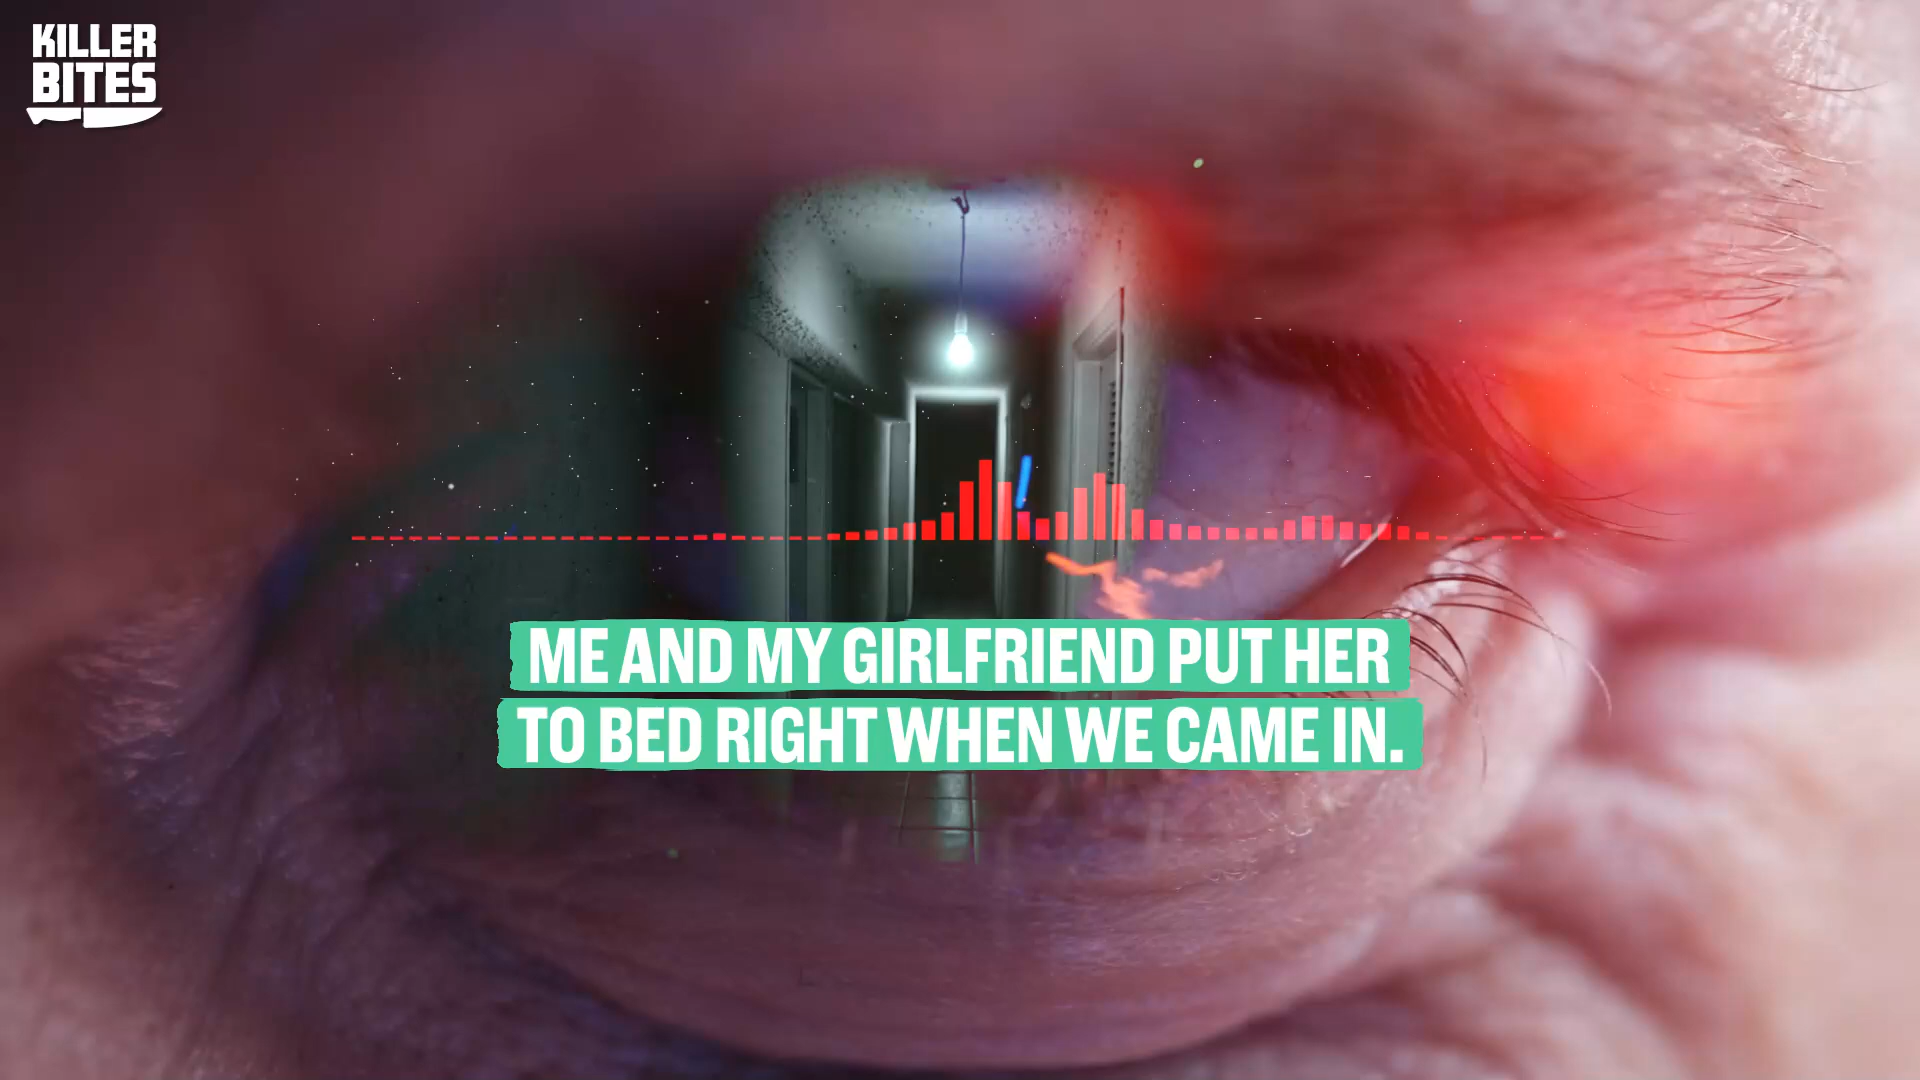 KILLER
BITES
ME AND MY GIRLFRIEND PUT HER
TO BED RIGHT WHEN WE CAME IN.